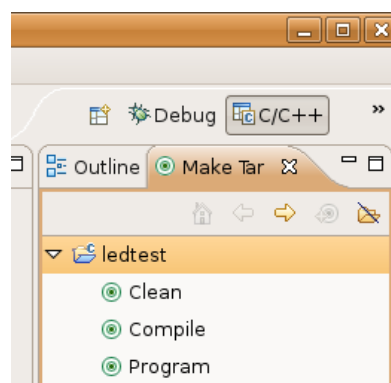 Debug C/C++ »
Outline Make Tar
ledtest
Clean
Compile
Program